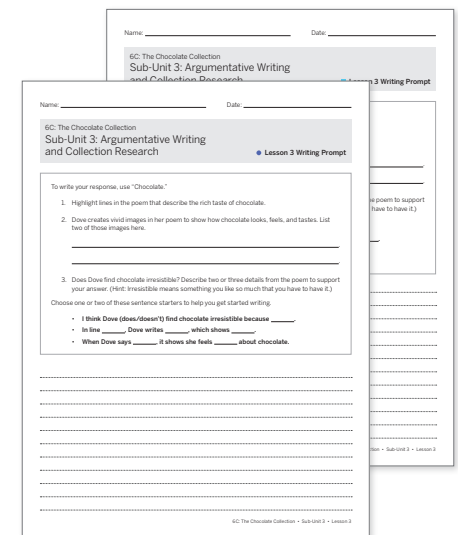 Name:
Date:
6C: The Chocolate Collection
Sub-Unit 3: Argumentative Writing
and Collection Research
3 Writing Prompt
e poem to support
have to have it.)
tion • Sub-Unit 3 • Lesson 3
Name:
Date:
6C: The Chocolate Collection
Sub-Unit 3: Argumentative Writing
and Collection Research
• Lesson 3 Writing Prompt
To write your response, use “Chocolate.”
1. Highlight lines in the poem that describe the rich taste of chocolate.
2. Dove creates vivid images in her poem to show how chocolate looks, feels, and tastes. List
two of those images here.
3. Does Dove find chocolate irresistible? Describe two or three details from the poem to support
your answer. (Hint: Irresistible means something you like so much that you have to have it.)
Choose one or two of these sentence starters to help you get started writing.
• I think Dove (does/doesn’t) find chocolate irresistible because ______.
• In line ______, Dove writes ______, which shows ______.
• When Dove says ______, it shows she feels ______ about chocolate.
6C: The Chocolate Collection • Sub-Unit 3 • Lesson 3